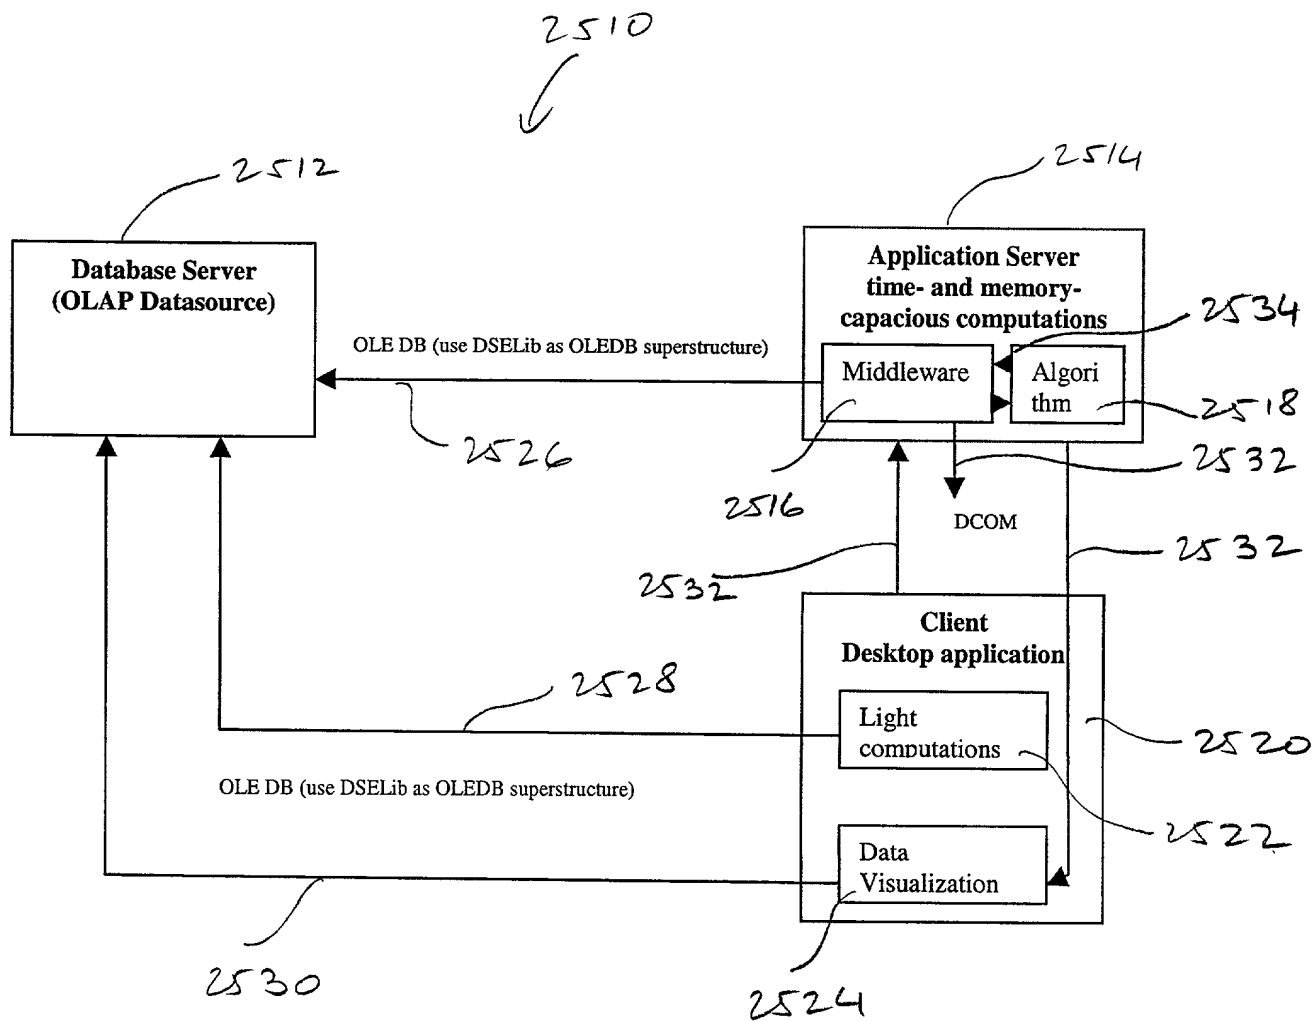 2510
2512
2514
Database Server
(OLAP Datasource)
Application Server
time- and memory-
capacious computations
2534
OLE DB (use DSELib as OLEDB superstructure)
Middleware
Algori
thm
2518
2526
2532
2516
DCOM
2532
2532
Client
Desktop application
2528
Light
computations
2520
OLE DB (use DSELib as OLEDB superstructure)
2522
Data
Visualization
2530
2524